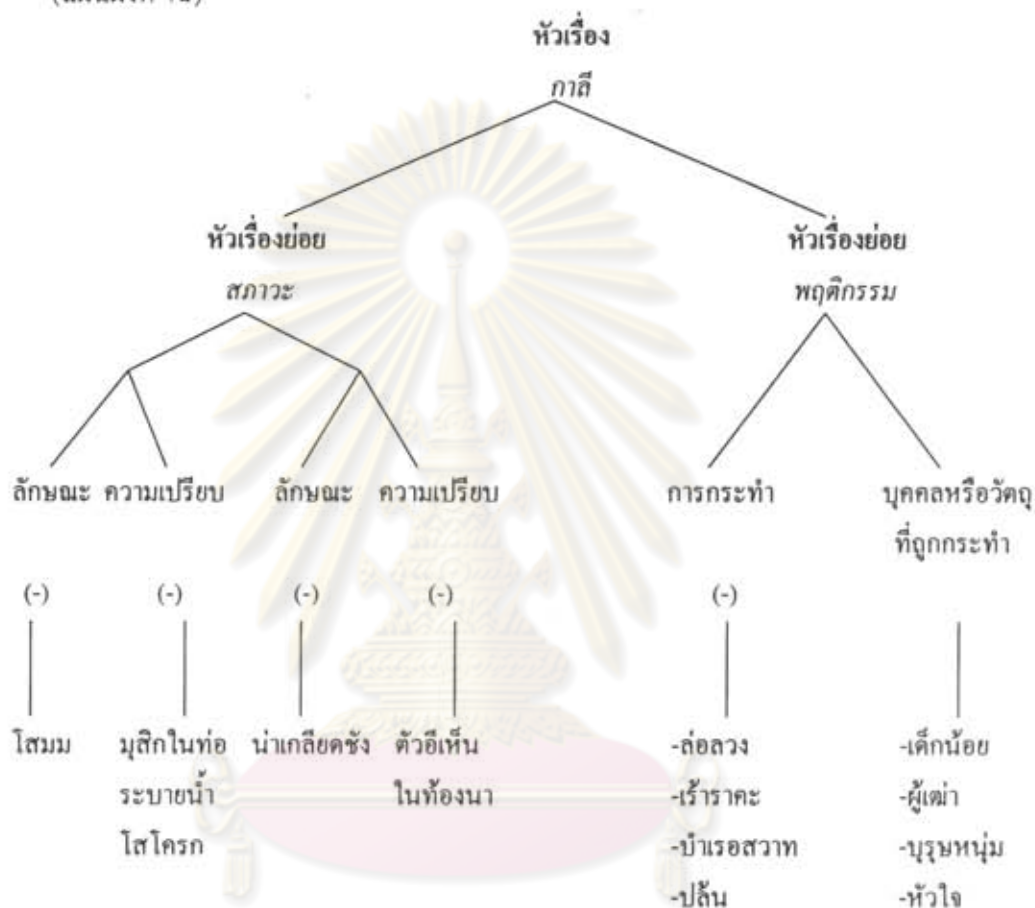 หัวเรื่อง
กาลี
หัวเรื่องย่อย หัวเรื่องย่อย
สภาวะ พฤติกรรม
ลักษณะ ความเปรียบ ลักษณะ ความเปรียบ การกระทำ บุคคลหรือวัตถุ
ที่ถูกกระทำ
(-) (-) (-) (-) (-)
โสมม มุสิกในท่อ น่าเกลียดชัง ตัวอีเห็น -ล่อลวง -เด็กน้อย
ระบายน้ำ ในท้องนา -เร้าราคะ -ผู้เฒ่า
โสโครก -บำเรอสวาท -บุรุษหนุ่ม
-ปล้น -หัวใจ